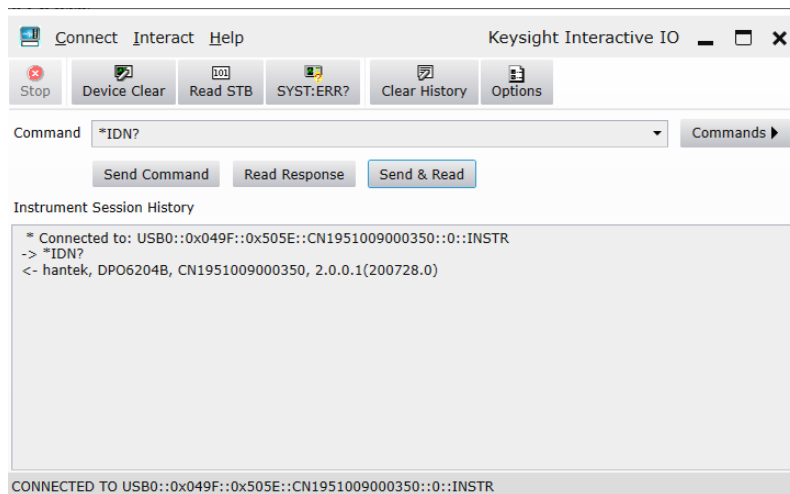 Connect Interact Help Keysight Interactive IO
Stop Device Clear Read STB SYST:ERR? Clear History Options
Command *IDN? Commands
Send Command Read Response Send & Read
Instrument Session History
* Connected to: USB0::0x049F::0x505E::CN1951009000350::0::INSTR
-> *IDN?
<- hantek, DPO6204B, CN1951009000350, 2.0.0.1(200728.0)
CONNECTED TO USB0::0x049F::0x505E::CN1951009000350::0::INSTR